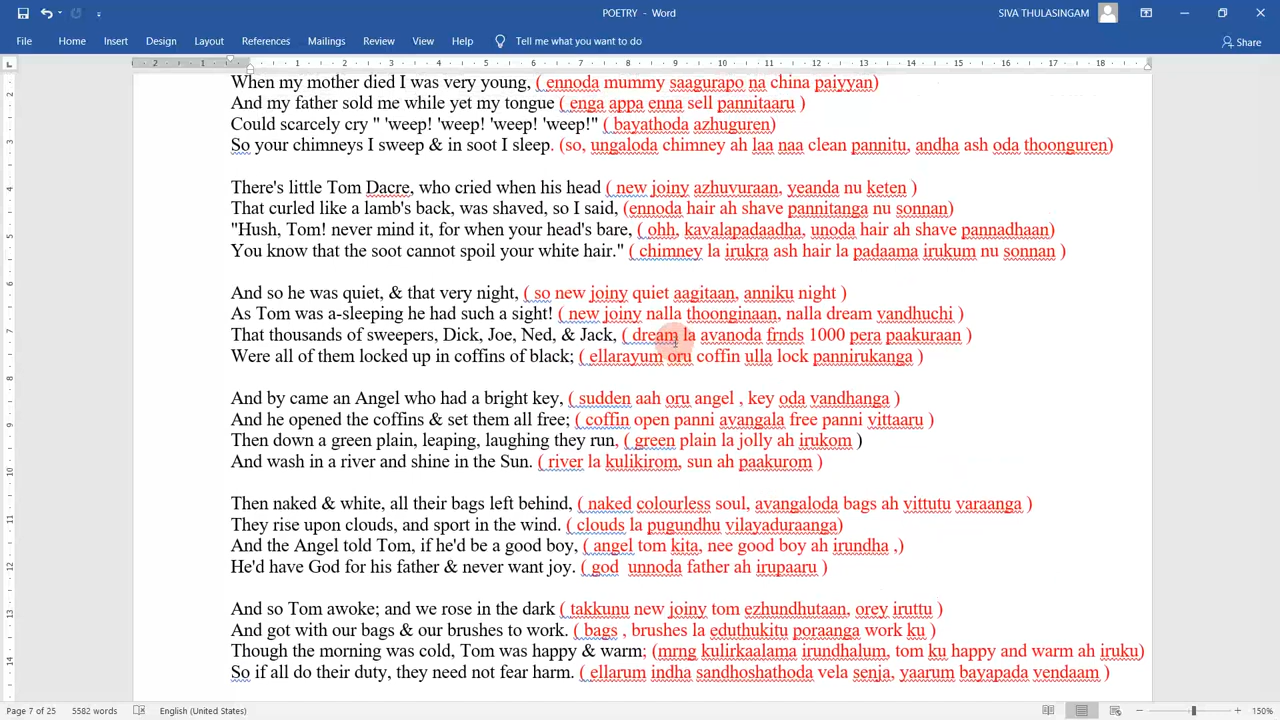 POETRY - Word
SIVA THULASINGAM
File Home Insert Design Layout References Mailings Review View Help Tell me what you want to do Share
2 1 1 2 3 4 5 6 7 8 9 10 11 12 13 14 15 16 17 18
When my mother died I was very young, ( ennoda mummy saagurapo na china paiyyan)
And my father sold me while yet my tongue ( enga appa enna sell pannitaaru )
Could scarcely cry " 'weep! 'weep! 'weep! 'weep!" ( bayathoda azhuguren)
So your chimneys I sweep & in soot I sleep. (so, ungaloda chimney ah laa naa clean pannitu, andha ash oda thoonguren)
There's little Tom Dacre, who cried when his head ( new joiny azhuvuraan, yeanda nu keten )
That curled like a lamb's back, was shaved, so I said, (ennoda hair ah shave pannitanga nu sonnan)
"Hush, Tom! never mind it, for when your head's bare, ( ohh, kavalapadaadha, unoda hair ah shave pannadhaan)
You know that the soot cannot spoil your white hair." ( chimney la irukra ash hair la padaama irukum nu sonnan )
And so he was quiet, & that very night, ( so new joiny quiet aagitaan, anniku night )
As Tom was a-sleeping he had such a sight! ( new joiny nalla thoonginaan, nalla dream vandhuchi )
That thousands of sweepers, Dick, Joe, Ned, & Jack, ( dream la avanoda frnds 1000 pera paakuraan )
Were all of them locked up in coffins of black; ( ellarayum oru coffin ulla lock pannirukanga )
And by came an Angel who had a bright key, ( sudden aah oru angel , key oda vandhanga )
And he opened the coffins & set them all free; ( coffin open panni avangala free panni vittaaru )
Then down a green plain, leaping, laughing they run, ( green plain la jolly ah irukom )
And wash in a river and shine in the Sun. ( river la kulikirom, sun ah paakurom )
Then naked & white, all their bags left behind, ( naked colourless soul, avangaloda bags ah vittutu varaanga )
They rise upon clouds, and sport in the wind. ( clouds la pugundhu vilayaduraanga)
And the Angel told Tom, if he'd be a good boy, ( angel tom kita, nee good boy ah irundha ,)
He'd have God for his father & never want joy. ( god unnoda father ah irupaaru )
And so Tom awoke; and we rose in the dark ( takkunu new joiny tom ezhundhutaan, orey iruttu )
And got with our bags & our brushes to work. ( bags , brushes la eduthukitu poraanga work ku )
Though the morning was cold, Tom was happy & warm; (mrng kulirkaalama irundhalum, tom ku happy and warm ah iruku)
So if all do their duty, they need not fear harm. ( ellarum indha sandhoshathoda vela senja, yaarum bayapada vendaam )
Page 7 of 25 5582 words English (United States) 150%